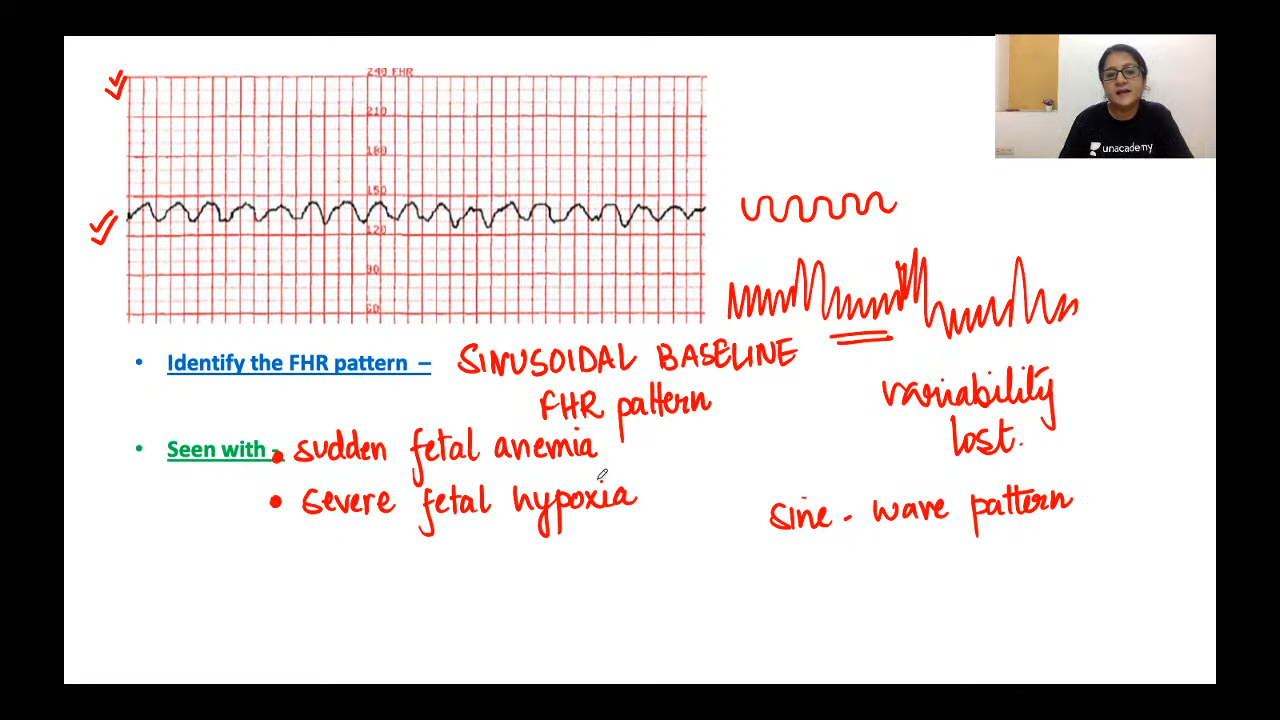 240 FHR
210
180
150
120
90
60
unacademy
• Identify the FHR pattern – SINUSOIDAL BASELINE
FHR pattern
variability
lost.
• Seen with -
• sudden fetal anemia
• severe fetal hypoxia
sine - wave pattern